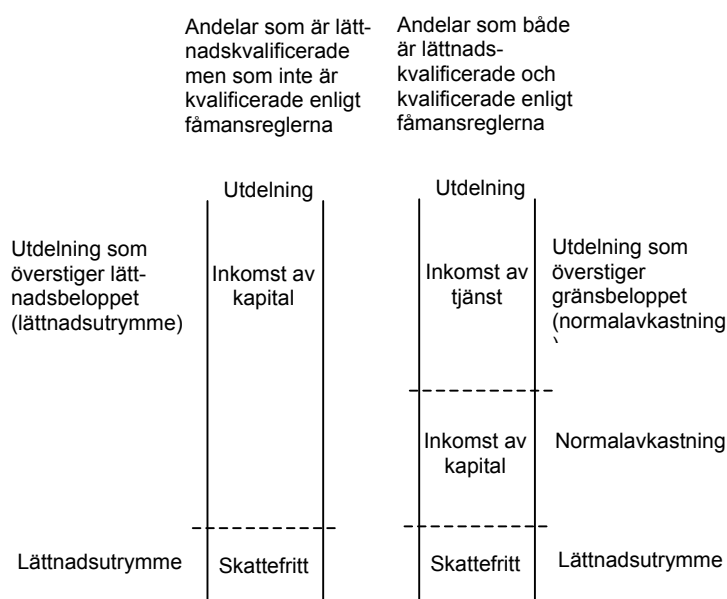 Andelar som är lätt-
nadskvalificerade
men som inte är
kvalificerade enligt
fåmansreglerna
Andelar som både
är lättnads-
kvalificerade och
kvalificerade enligt
fåmansreglerna
Utdelning
Utdelning
Utdelning som
överstiger lätt-
nadsbeloppet
(lättnadsutrymme)
Inkomst av
kapital
Inkomst av
tjänst
Utdelning som
överstiger
gränsbeloppet
(normalavkastning
Inkomst av
kapital
Normalavkastning
Lättnadsutrymme
Skattefritt
Skattefritt
Lättnadsutrymme